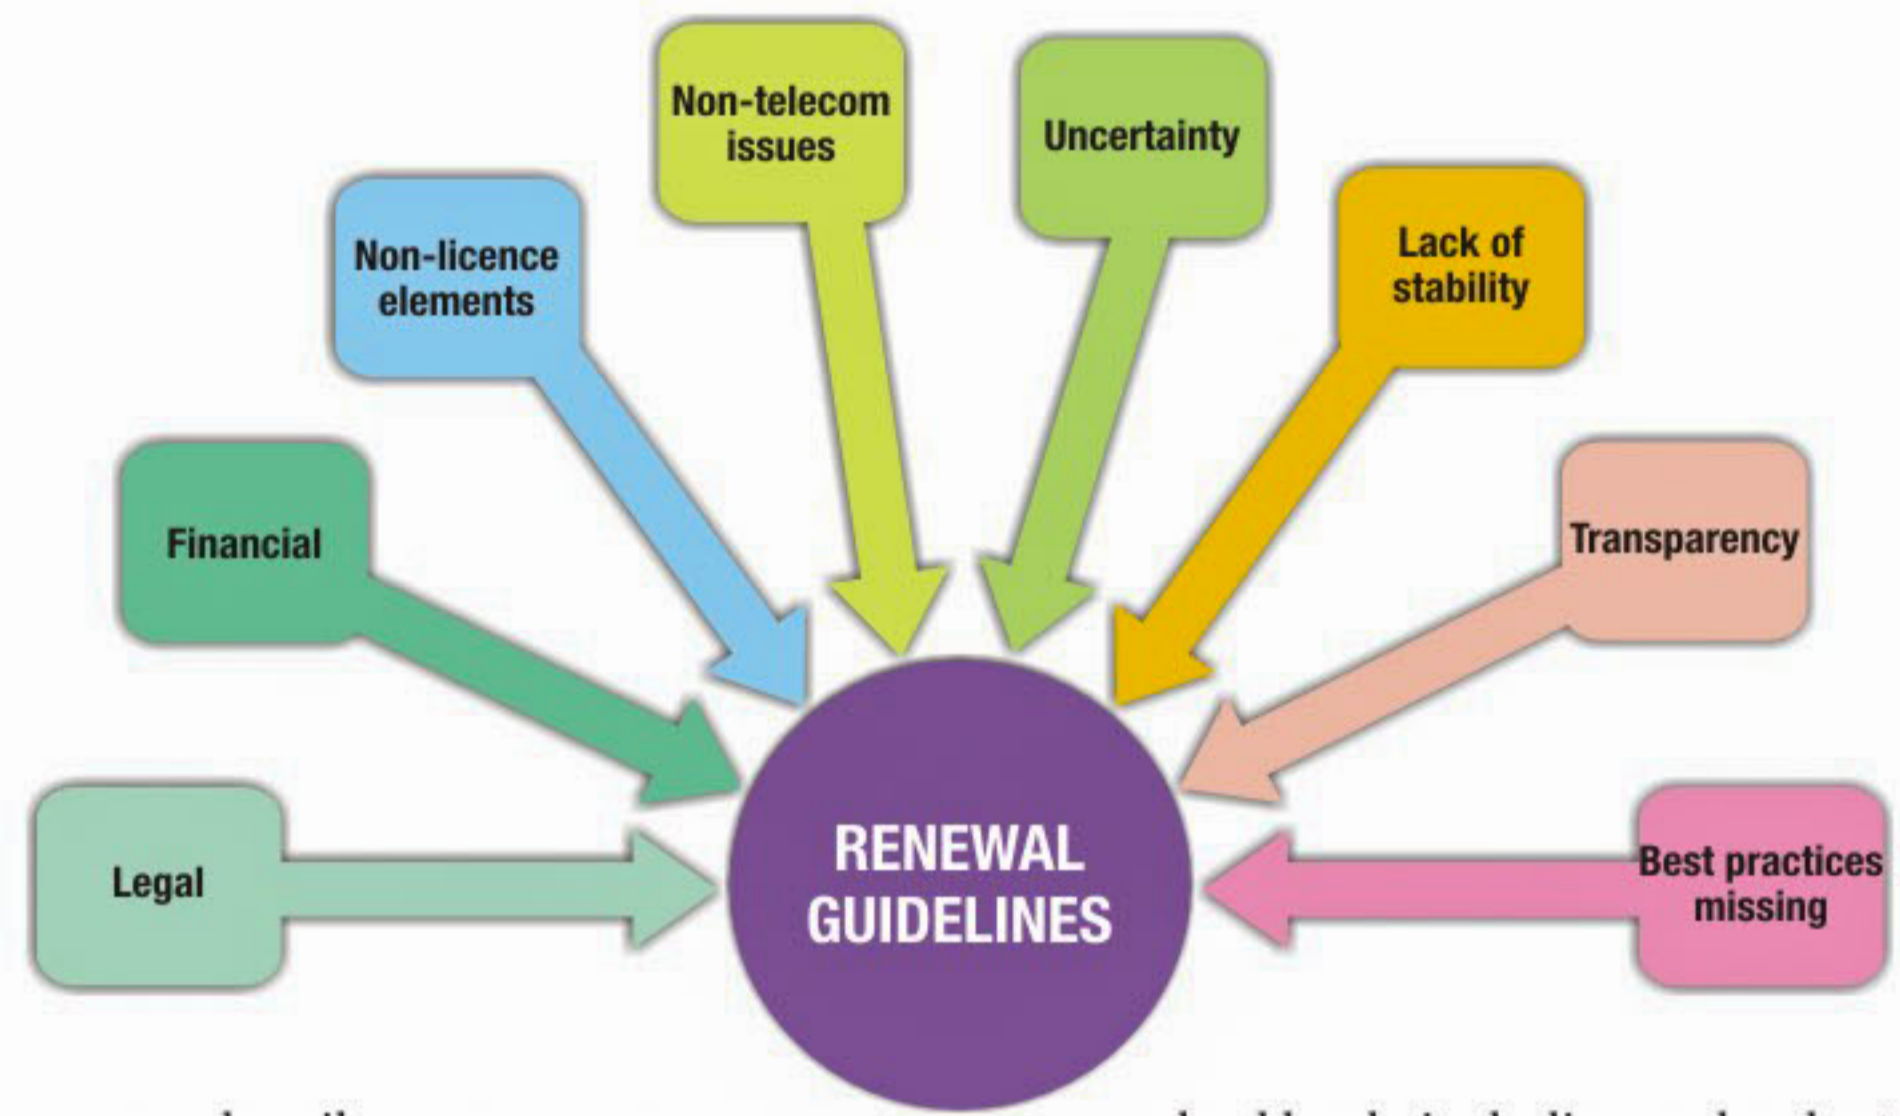 Non-telecom
issues
Uncertainty
Non-licence
elements
Lack of
stability
Financial
Transparency
Legal
RENEWAL
GUIDELINES
Best practices
missing